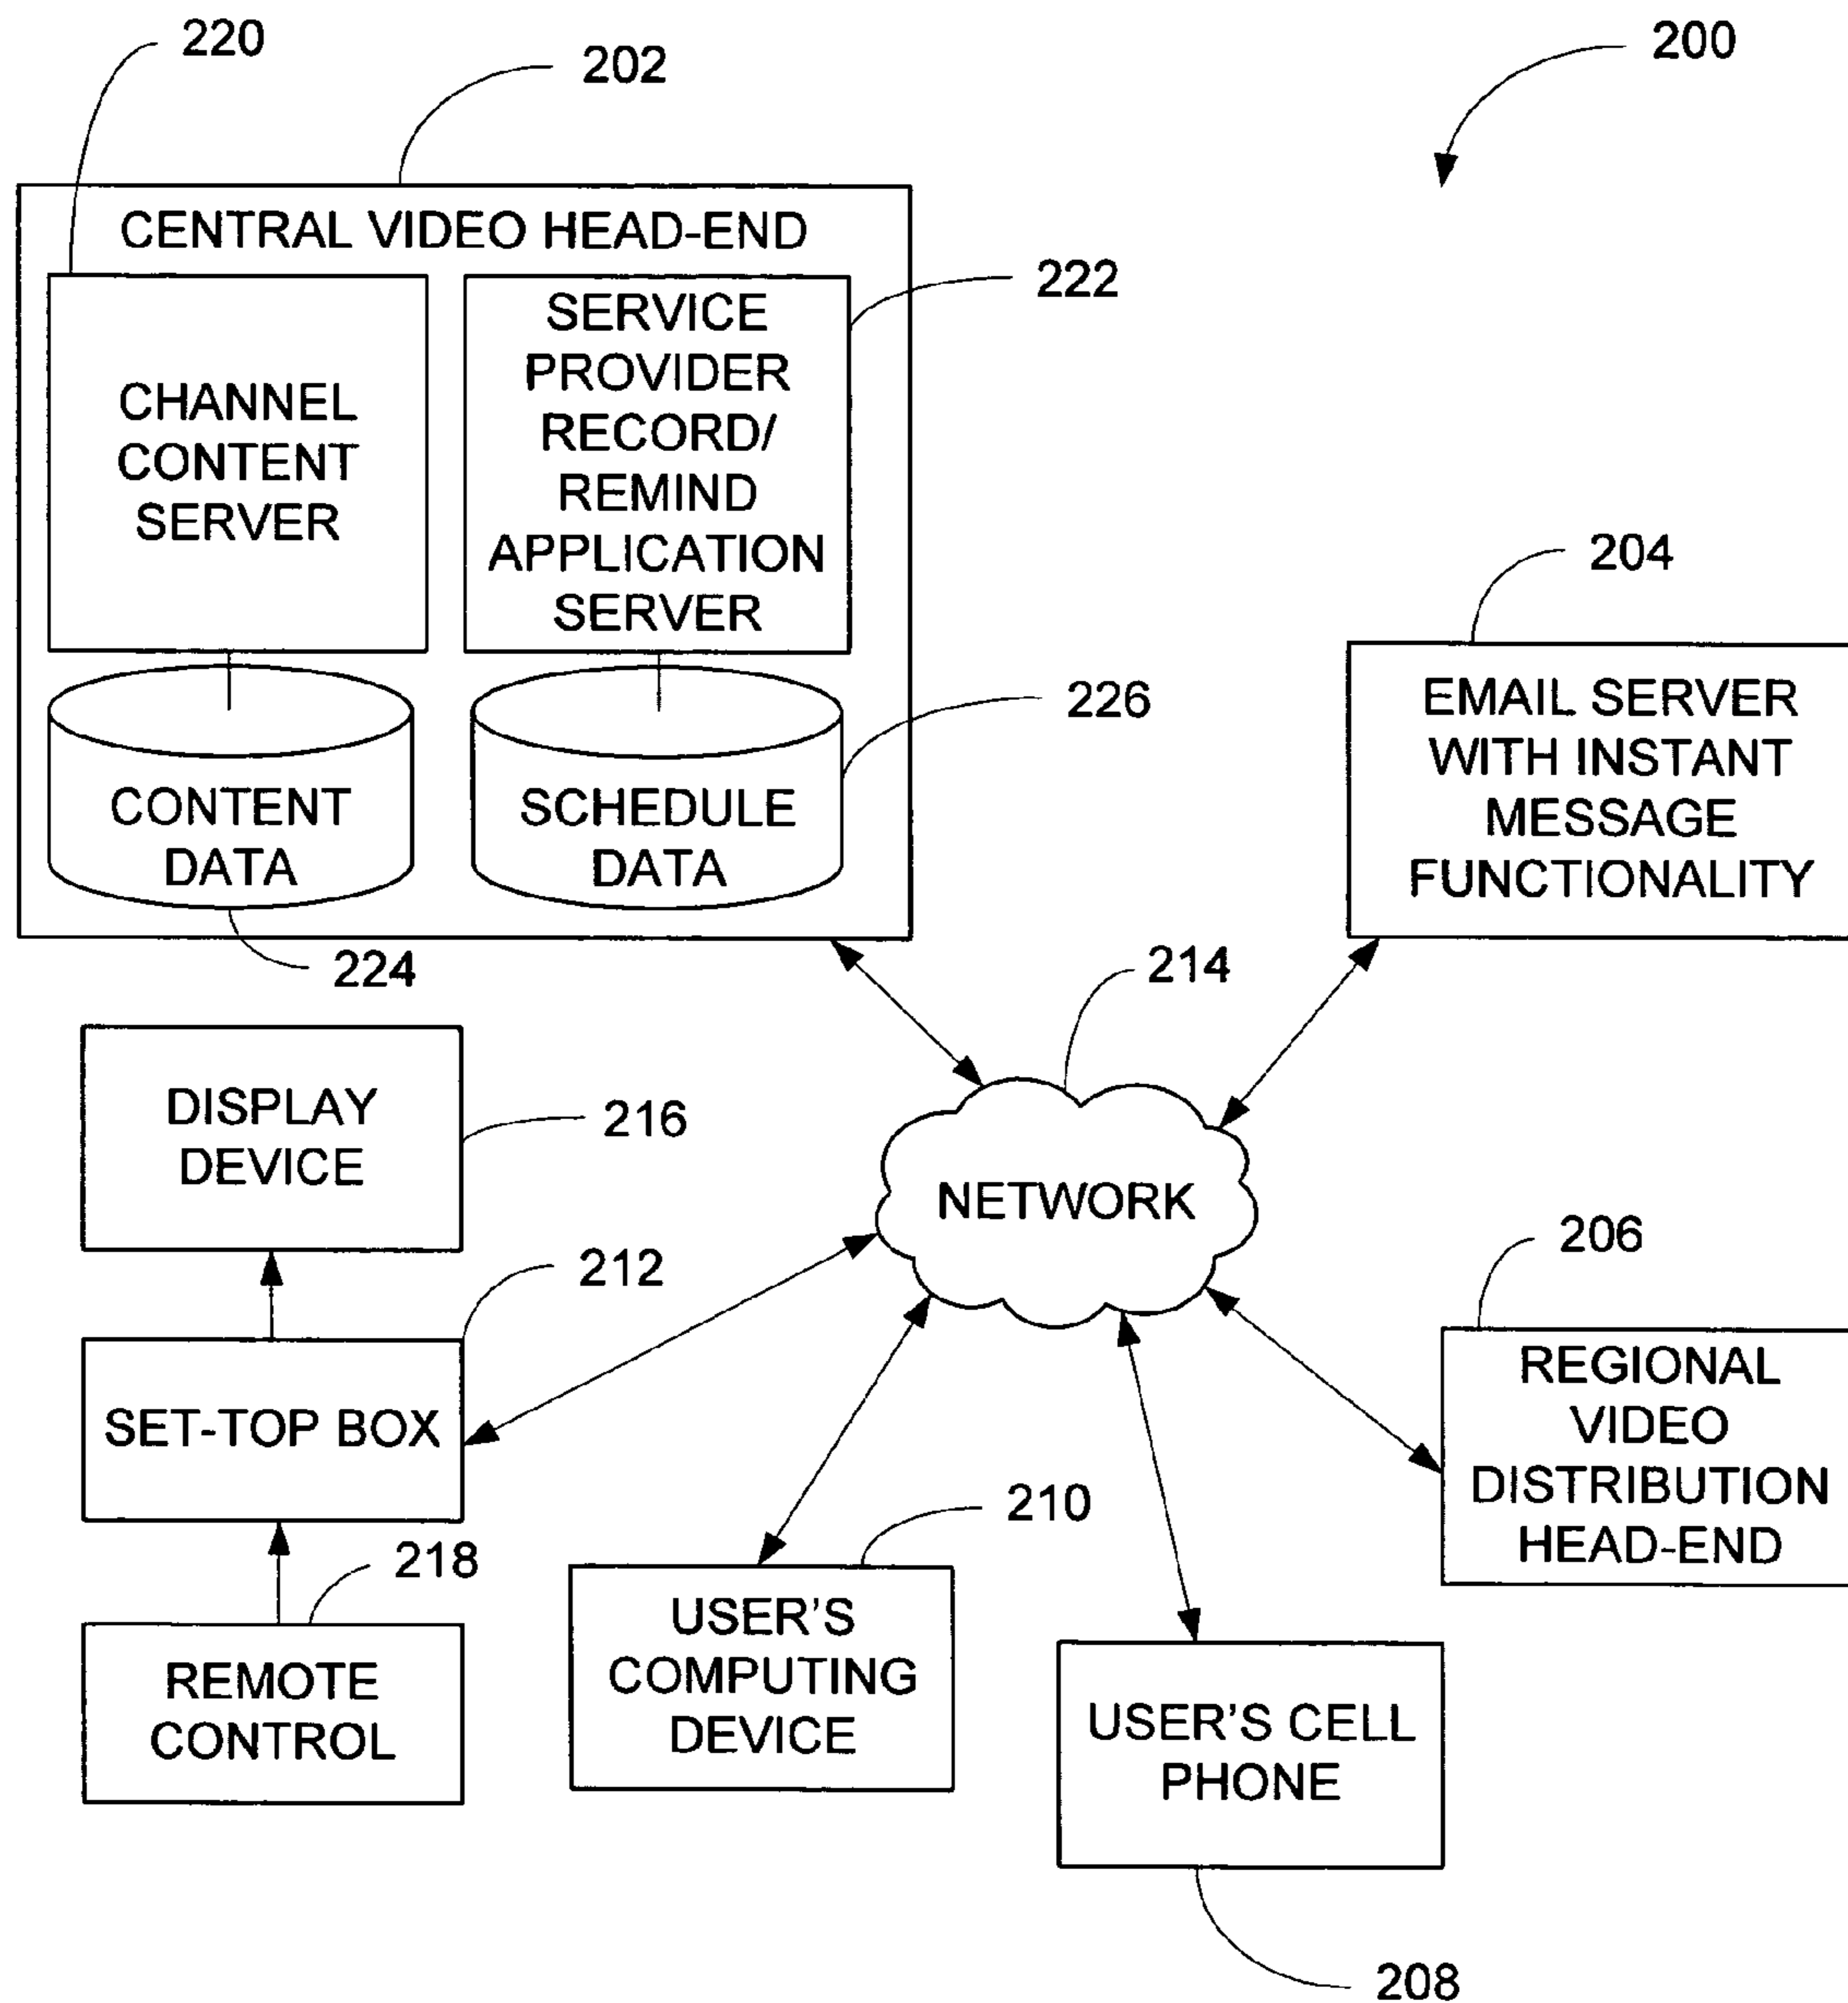 220
202
200
CENTRAL VIDEO HEAD-END
222
CHANNEL
CONTENT
SERVER
SERVICE
PROVIDER
RECORD/
REMIND
APPLICATION
SERVER
204
226
CONTENT
DATA
SCHEDULE
DATA
EMAIL SERVER
WITH INSTANT
MESSAGE
FUNCTIONALITY
224
214
DISPLAY
DEVICE
216
NETWORK
212
206
SET-TOP BOX
REGIONAL
VIDEO
DISTRIBUTION
HEAD-END
218
210
REMOTE
CONTROL
USER'S
COMPUTING
DEVICE
USER'S CELL
PHONE
208